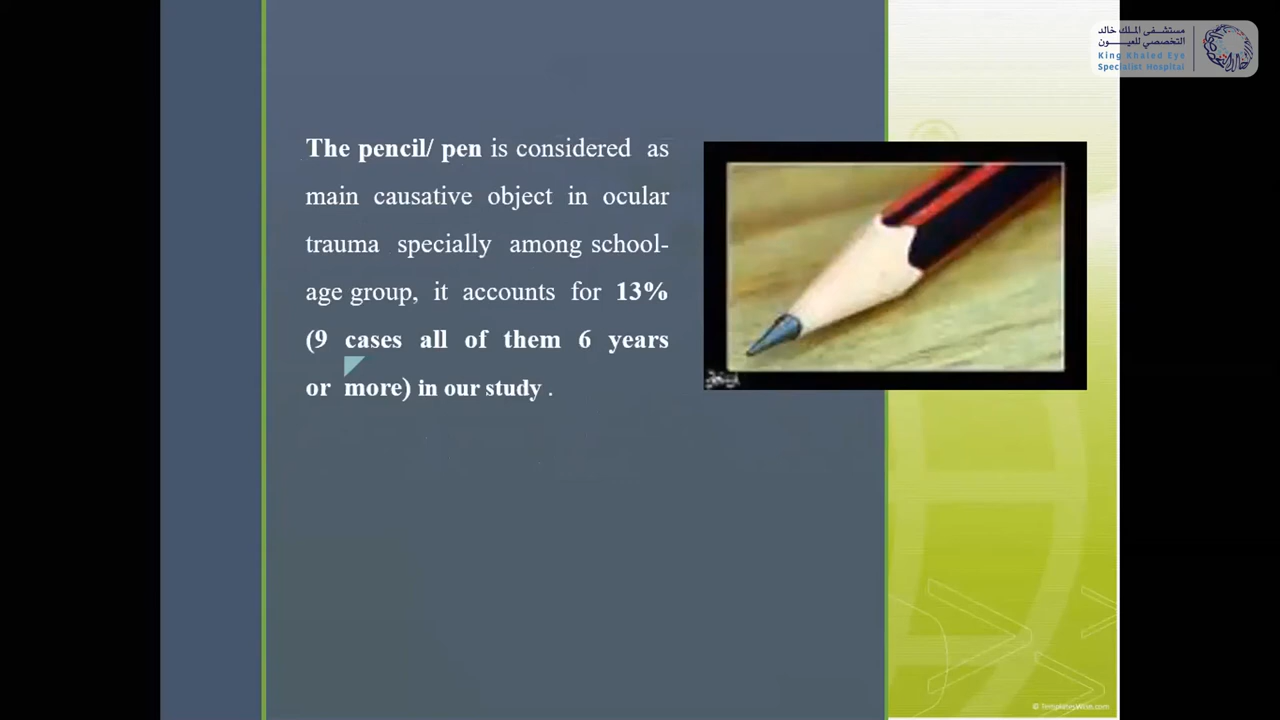 مستشفى الملك خالد
التخصصي للعيون
King Khaled Eye
Specialist Hospital
The pencil/ pen is considered as
main causative object in ocular
trauma specially among school-
age group, it accounts for 13%
(9 cases all of them 6 years
or more) in our study .
© TemplatesWise.com